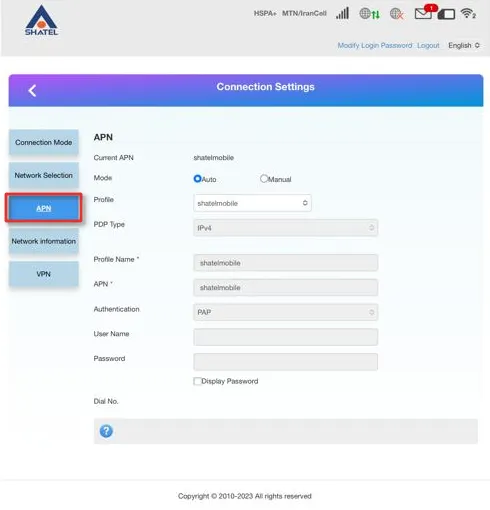 HSPA+ MTN/IranCell 1 2
SHATEL
Modify Login Password Logout English
Connection Settings
Connection Mode
Network Selection
APN
Network information
VPN
APN
Current APN shatelmobile
Mode Auto Manual
Profile shatelmobile
PDP Type IPv4
Profile Name * shatelmobile
APN * shatelmobile
Authentication PAP
User Name
Password
Display Password
Dial No.
?
Copyright © 2010-2023 All rights reserved